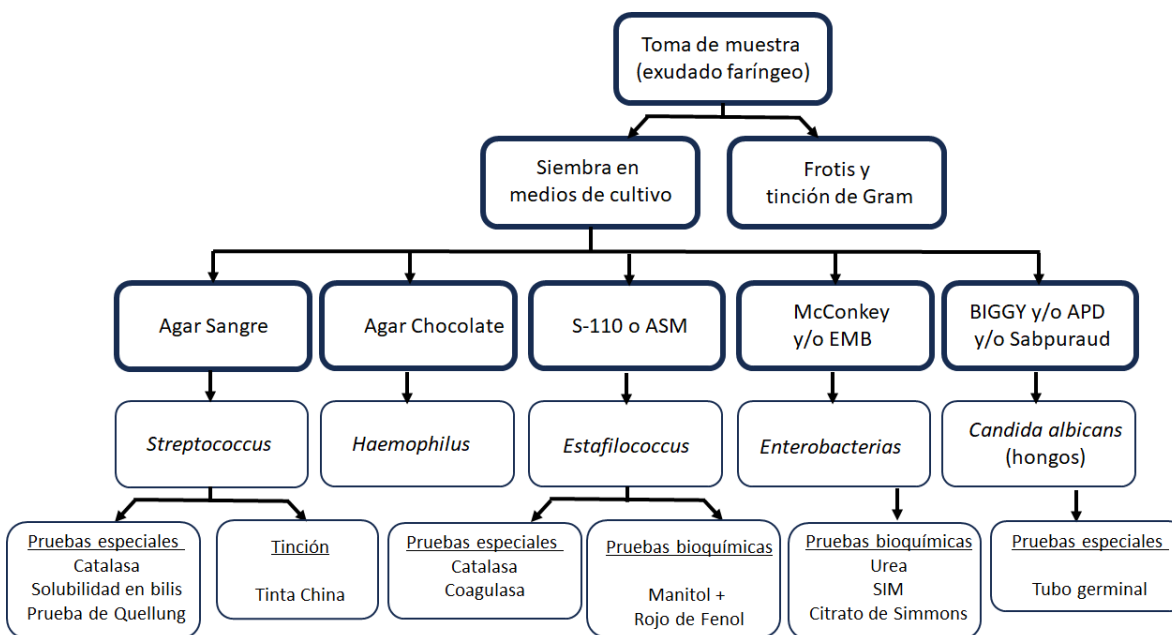 Toma de muestra
(exudado faríngeo)
Siembra en
medios de cultivo
Frotis y
tinción de Gram
Agar Sangre
Agar Chocolate
S-110 o ASM
McConkey
y/o EMB
BIGGY y/o APD
y/o Sabpuraud
Streptococcus
Haemophilus
Estafilococcus
Enterobacterias
Candida albicans
(hongos)
Pruebas especiales
Catalasa
Solubilidad en bilis
Prueba de Quellung
Tinción
Tinta China
Pruebas especiales
Catalasa
Coagulasa
Pruebas bioquímicas
Manitol +
Rojo de Fenol
Pruebas bioquímicas
Urea
SIM
Citrato de Simmons
Pruebas especiales
Tubo germinal